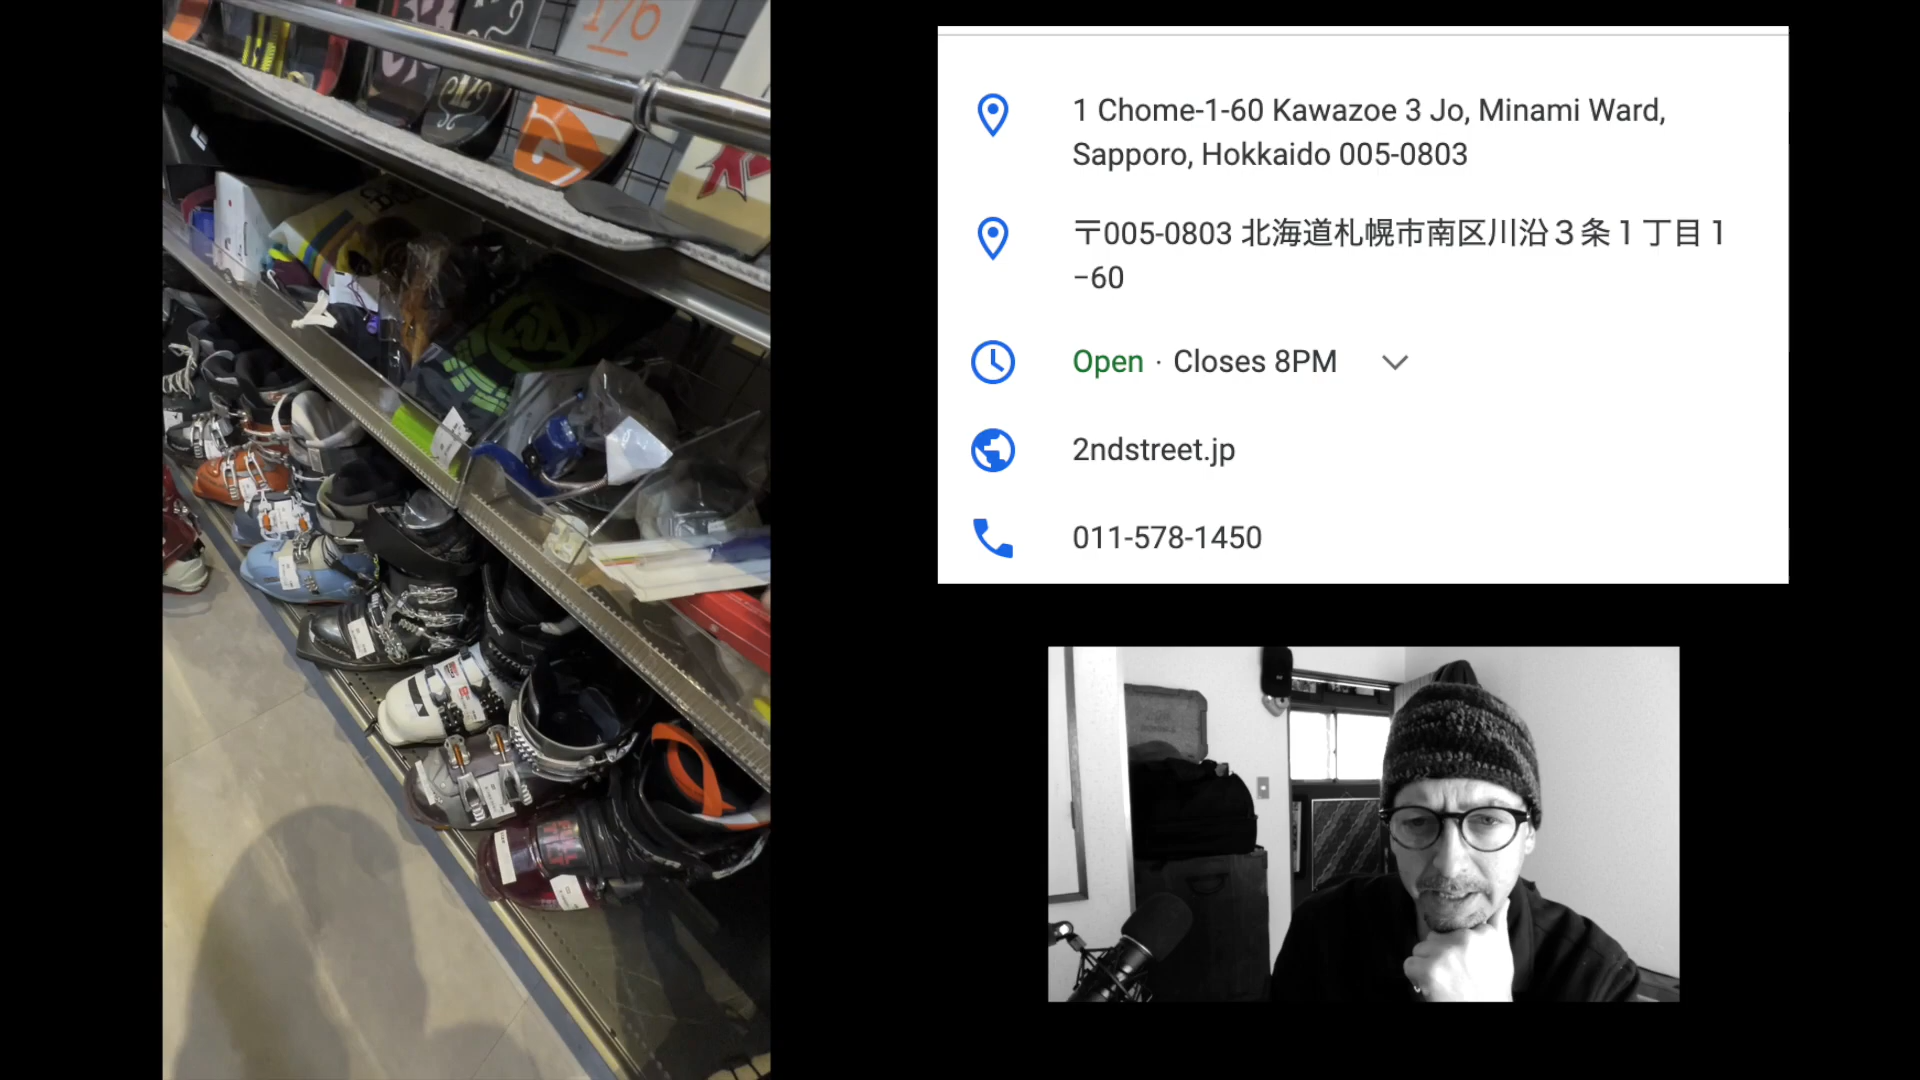 1 Chome-1-60 Kawazoe 3 Jo, Minami Ward,
Sapporo, Hokkaido 005-0803
〒005-0803 北海道札幌市南区川沿３条１丁目１
−60
Open · Closes 8PM
2ndstreet.jp
011-578-1450
176